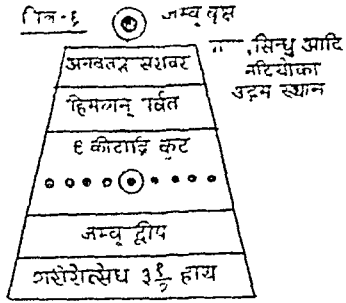 चित्र-६
जम्बू वृक्ष
सिन्धु आदि
नदियोका
उद्गम स्थान
अनवतप्त सरोवर
हिमवान् पर्वत
९ कीटाद्रि कूट
जम्बू द्वीप
शरीरोत्सेध ३१/२ हाथ